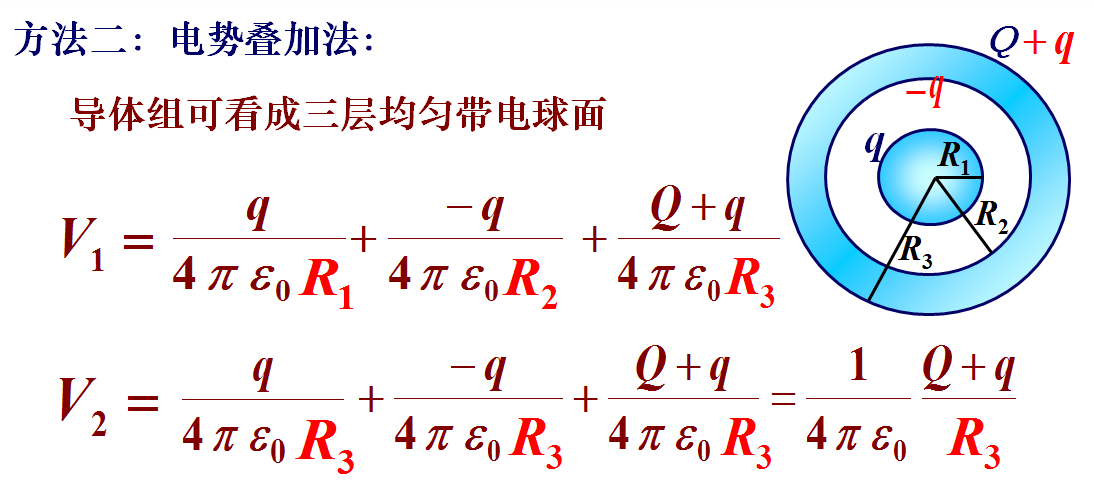 方法二：电势叠加法：
导体组可看成三层均匀带电球面
V₁ = q/(4πε₀R₁) + −q/(4πε₀R₂) + (Q+q)/(4πε₀R₃)
V₂ = q/(4πε₀R₃) + −q/(4πε₀R₃) + (Q+q)/(4πε₀R₃) = 1/(4πε₀) (Q+q)/R₃
Q+q
−q
q
R₁
R₂
R₃